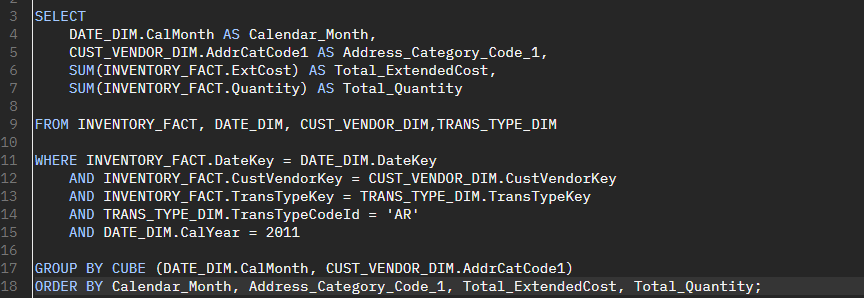 3 SELECT
4 DATE_DIM.CalMonth AS Calendar_Month,
5 CUST_VENDOR_DIM.AddrCatCode1 AS Address_Category_Code_1,
6 SUM(INVENTORY_FACT.ExtCost) AS Total_ExtendedCost,
7 SUM(INVENTORY_FACT.Quantity) AS Total_Quantity
8
9 FROM INVENTORY_FACT, DATE_DIM, CUST_VENDOR_DIM,TRANS_TYPE_DIM
10
11 WHERE INVENTORY_FACT.DateKey = DATE_DIM.DateKey
12 AND INVENTORY_FACT.CustVendorKey = CUST_VENDOR_DIM.CustVendorKey
13 AND INVENTORY_FACT.TransTypeKey = TRANS_TYPE_DIM.TransTypeKey
14 AND TRANS_TYPE_DIM.TransTypeCodeId = 'AR'
15 AND DATE_DIM.CalYear = 2011
16
17 GROUP BY CUBE (DATE_DIM.CalMonth, CUST_VENDOR_DIM.AddrCatCode1)
18 ORDER BY Calendar_Month, Address_Category_Code_1, Total_ExtendedCost, Total_Quantity;